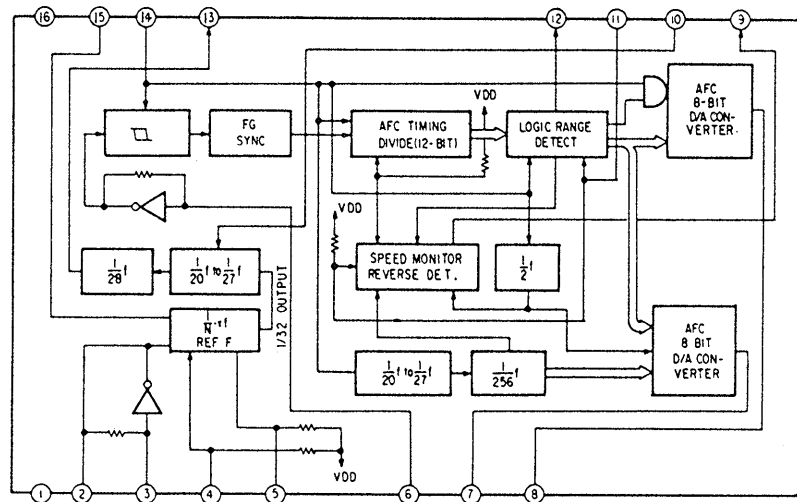 16 15 14 13 12 11 10 9
VDD
FG
SYNC
AFC TIMING
DIVIDE(12-BIT)
LOGIC RANGE
DETECT
AFC
8-BIT
D/A CON-
VERTER.
VDD
1/28 f
1/20 f to 1/27 f
1/32 OUTPUT
SPEED MONITOR
REVERSE DET.
1/2 f
1/N ·xf
REF F
1/20 f to 1/27 f
1/256 f
AFC
8 BIT
D/A CON-
VERTER
VDD
1 2 3 4 5 6 7 8